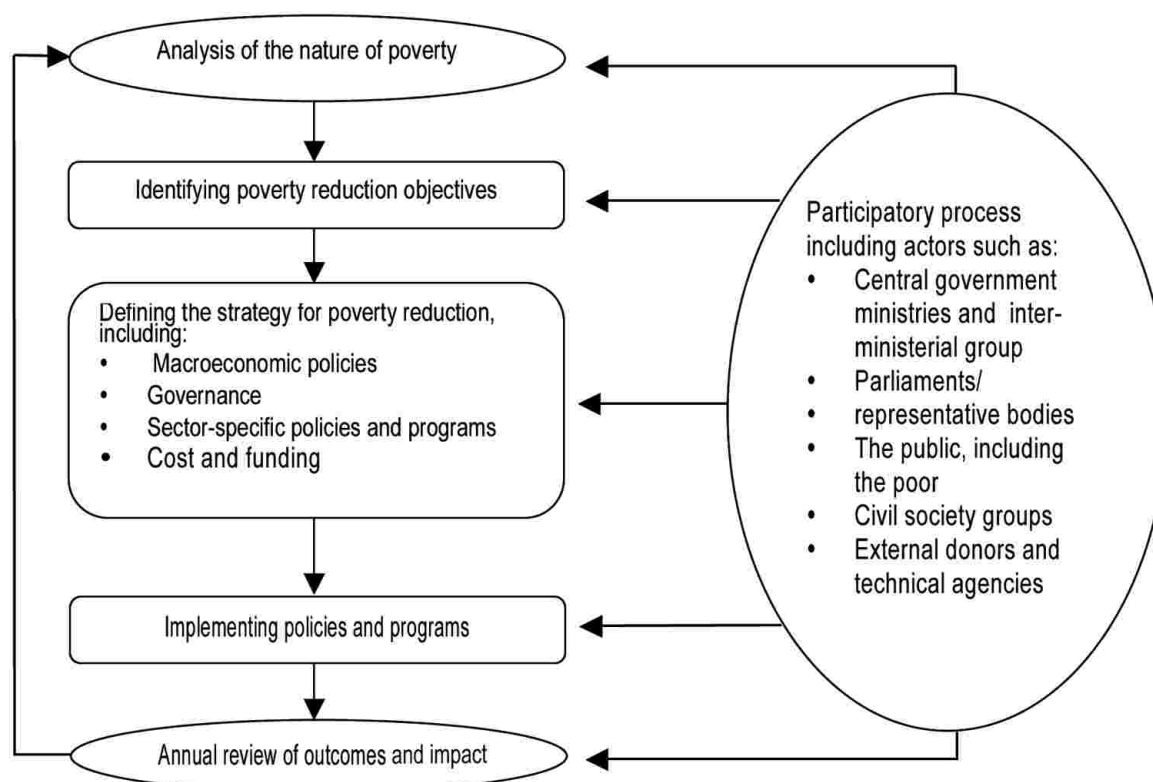 Analysis of the nature of poverty
Identifying poverty reduction objectives
Defining the strategy for poverty reduction,
including:
• Macroeconomic policies
• Governance
• Sector-specific policies and programs
• Cost and funding
Implementing policies and programs
Annual review of outcomes and impact
Participatory process
including actors such as:
• Central government
ministries and inter-
ministerial group
• Parliaments/
• representative bodies
• The public, including
the poor
• Civil society groups
• External donors and
technical agencies